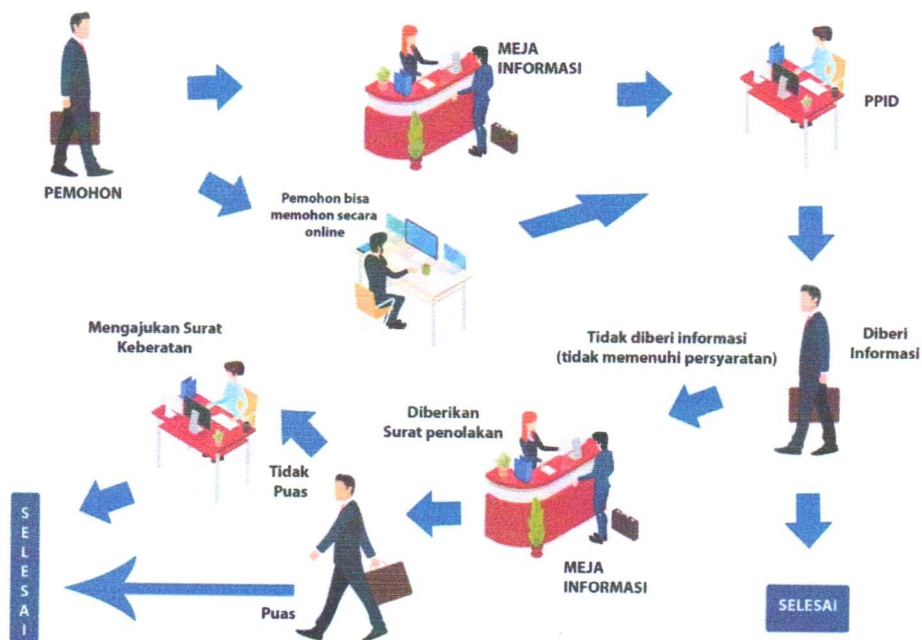 MEJA
INFORMASI
PPID
PEMOHON
Pemohon bisa
memohon secara
online
Mengajukan Surat
Keberatan
Tidak diberi informasi
(tidak memenuhi persyaratan)
Diberi
Informasi
Diberikan
Surat penolakan
Tidak
Puas
SELESAI
MEJA
INFORMASI
Puas
SELESAI